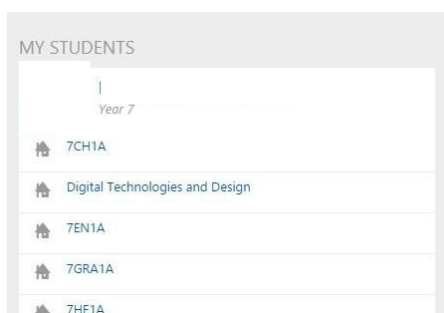 MY STUDENTS
Year 7
7CH1A
Digital Technologies and Design
7EN1A
7GRA1A
7HE1A